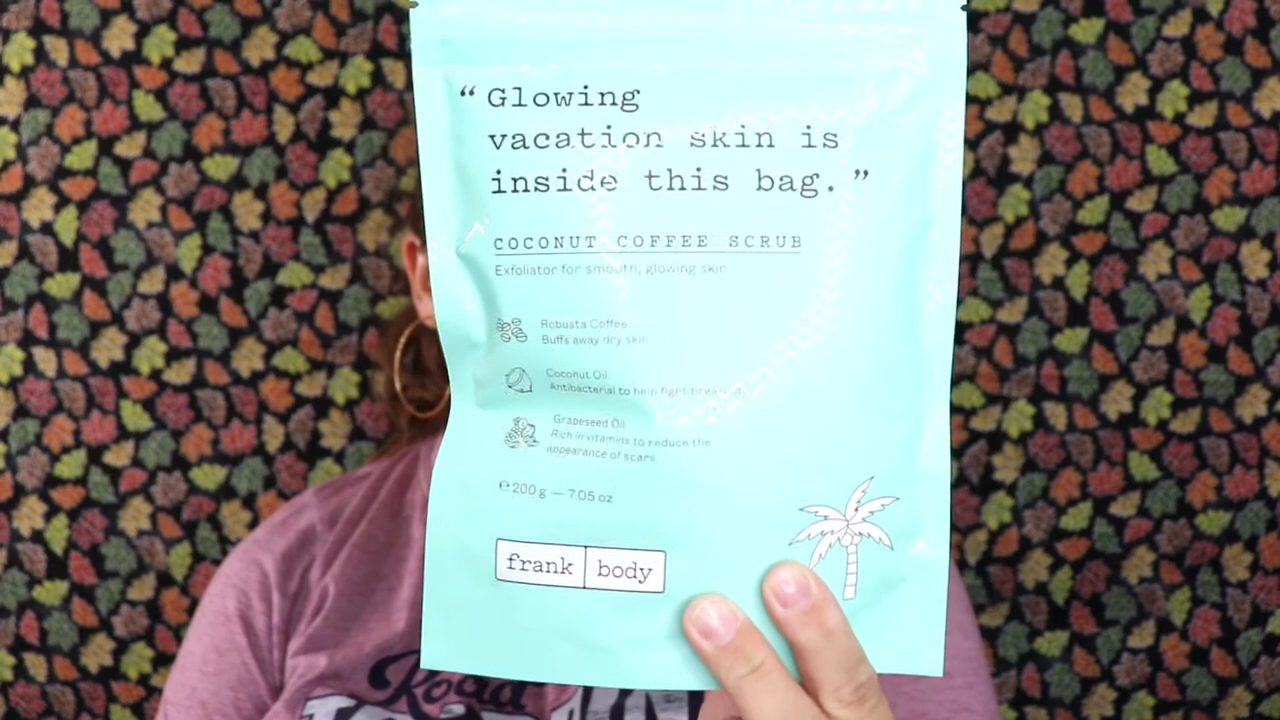 “Glowing
vacation skin is
inside this bag.”
COCONUT COFFEE SCRUB
Exfoliator for smooth, glowing skin
Robusta Coffee
Buffs away dry skin
Coconut Oil
Antibacterial to help fight breakouts
Grapeseed Oil
Rich in vitamins to reduce the
appearance of scars
℮ 200 g — 7.05 oz
frank body
Road